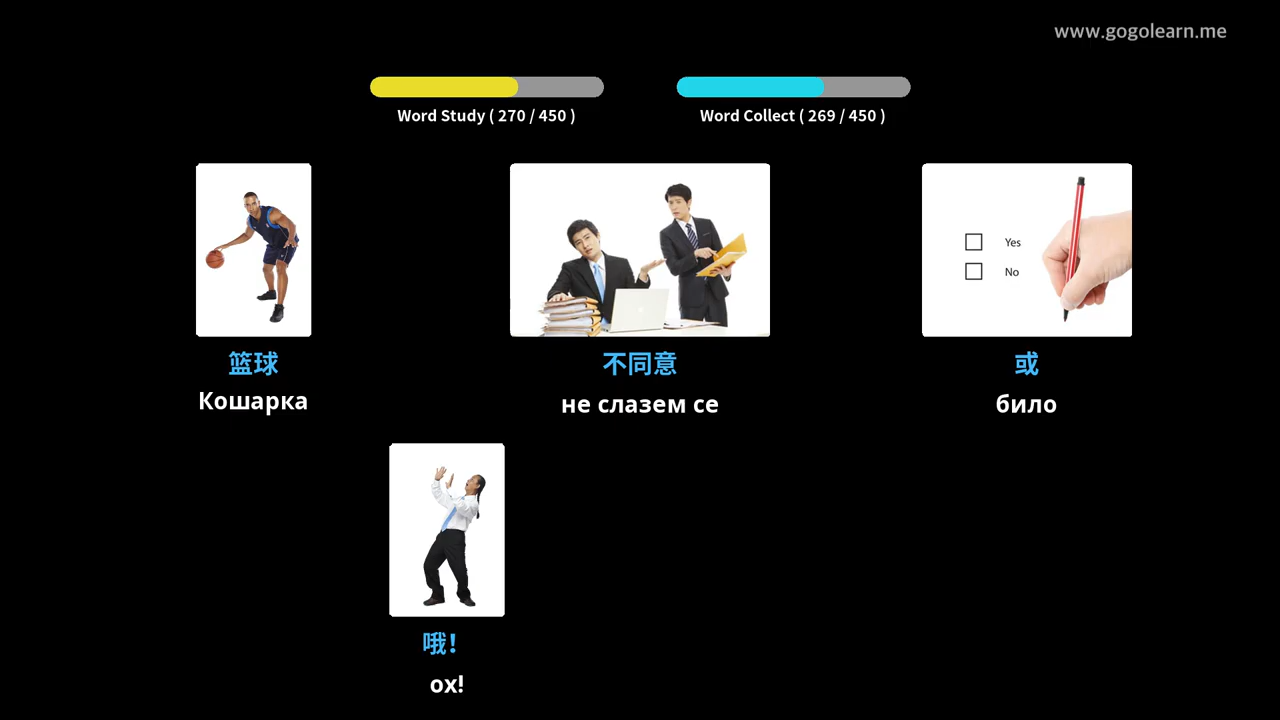 www.gogolearn.me
Word Study ( 270 / 450 )
Word Collect ( 269 / 450 )
Yes
No
篮球
不同意
或
Кошарка
не слазем се
било
哦！
ох!